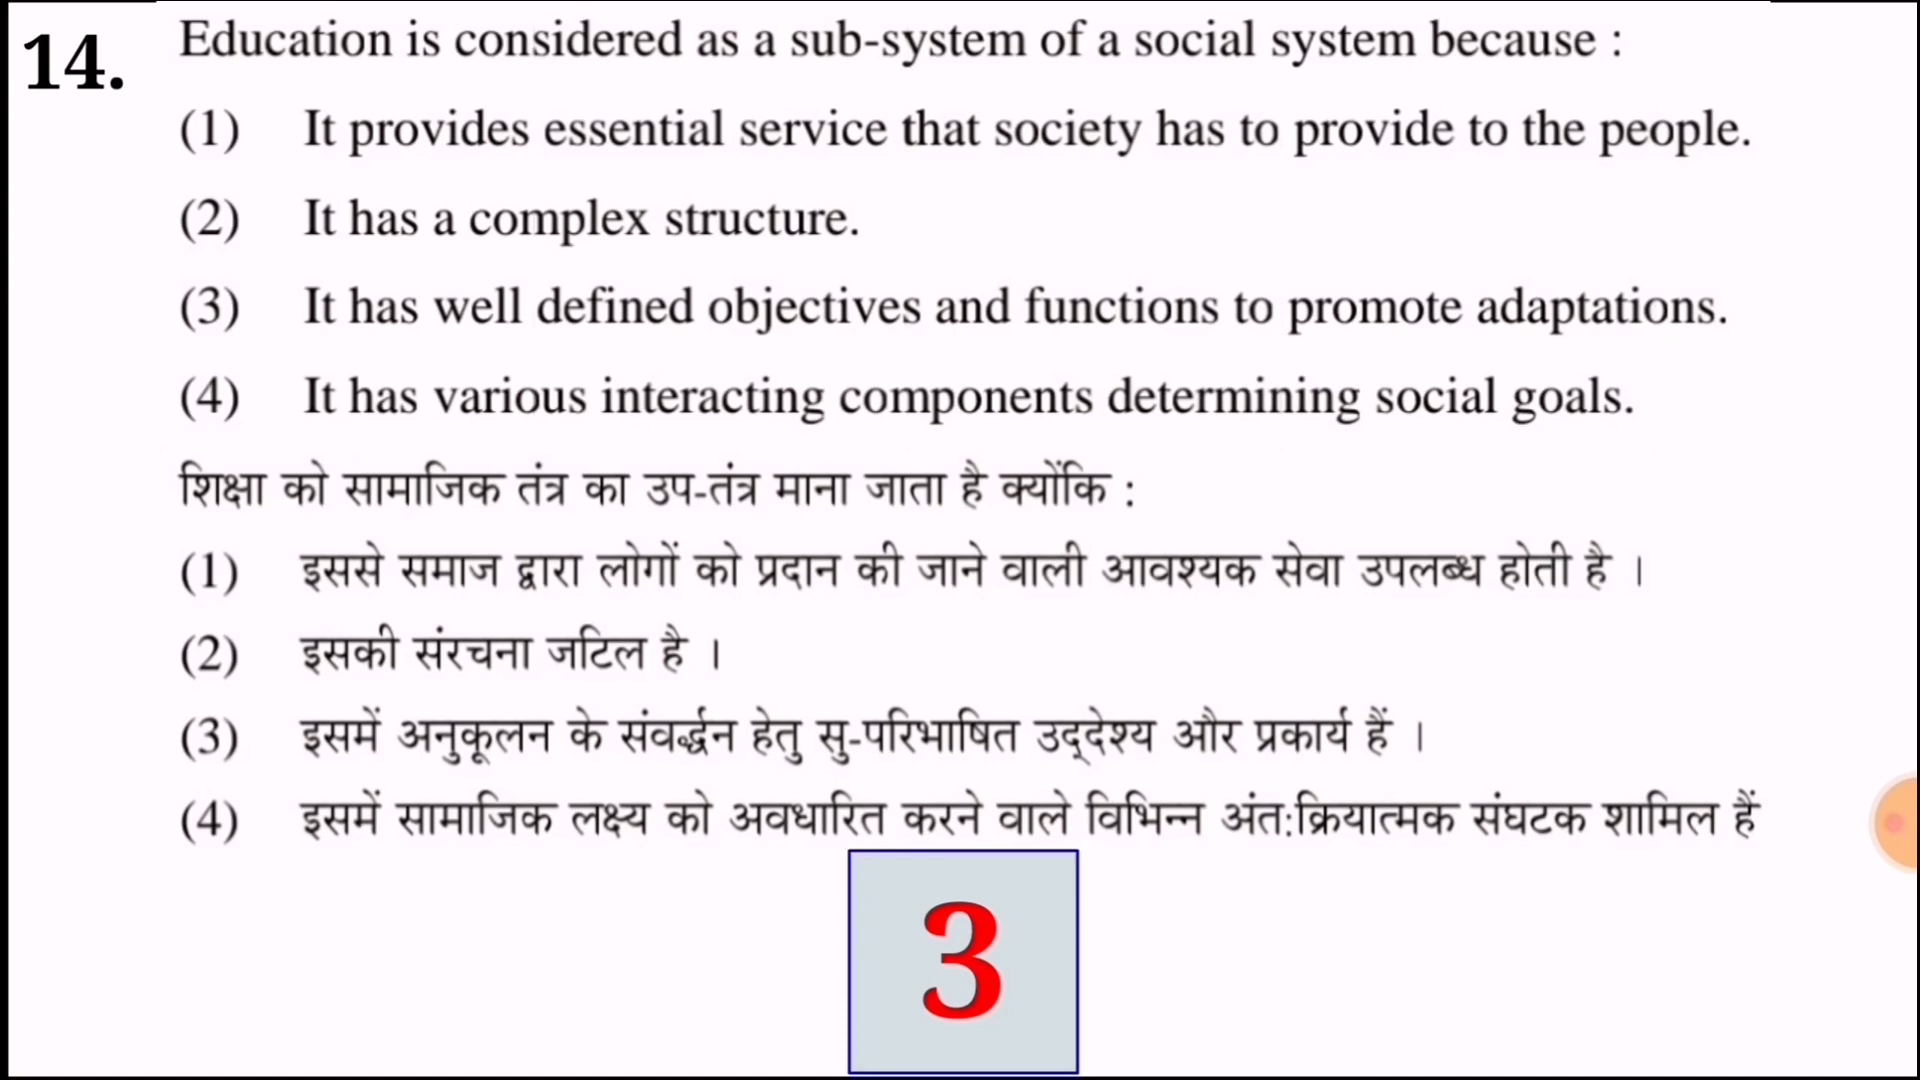 14. Education is considered as a sub-system of a social system because :
(1) It provides essential service that society has to provide to the people.
(2) It has a complex structure.
(3) It has well defined objectives and functions to promote adaptations.
(4) It has various interacting components determining social goals.
शिक्षा को सामाजिक तंत्र का उप-तंत्र माना जाता है क्योंकि :
(1) इससे समाज द्वारा लोगों को प्रदान की जाने वाली आवश्यक सेवा उपलब्ध होती है ।
(2) इसकी संरचना जटिल है ।
(3) इसमें अनुकूलन के संवर्द्धन हेतु सु-परिभाषित उद्देश्य और प्रकार्य हैं ।
(4) इसमें सामाजिक लक्ष्य को अवधारित करने वाले विभिन्न अंत:क्रियात्मक संघटक शामिल हैं
3